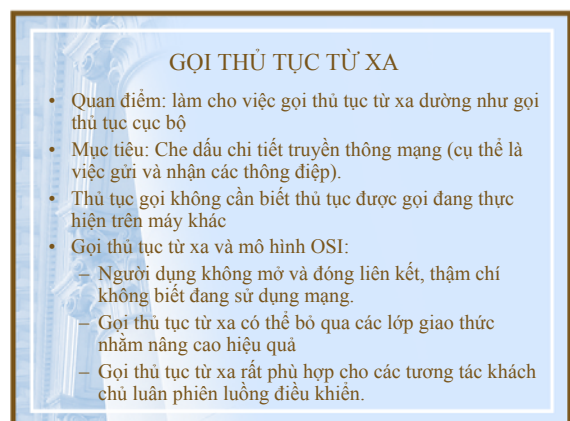 GỌI THỦ TỤC TỪ XA
• Quan điểm: làm cho việc gọi thủ tục từ xa dường như gọi
thủ tục cục bộ
• Mục tiêu: Che dấu chi tiết truyền thông mạng (cụ thể là
việc gửi và nhận các thông điệp).
• Thủ tục gọi không cần biết thủ tục được gọi đang thực
hiện trên máy khác
• Gọi thủ tục từ xa và mô hình OSI:
– Người dụng không mở và đóng liên kết, thậm chí
không biết đang sử dụng mạng.
– Gọi thủ tục từ xa có thể bỏ qua các lớp giao thức
nhằm nâng cao hiệu quả
– Gọi thủ tục từ xa rất phù hợp cho các tương tác khách
chủ luân phiên luồng điều khiển.